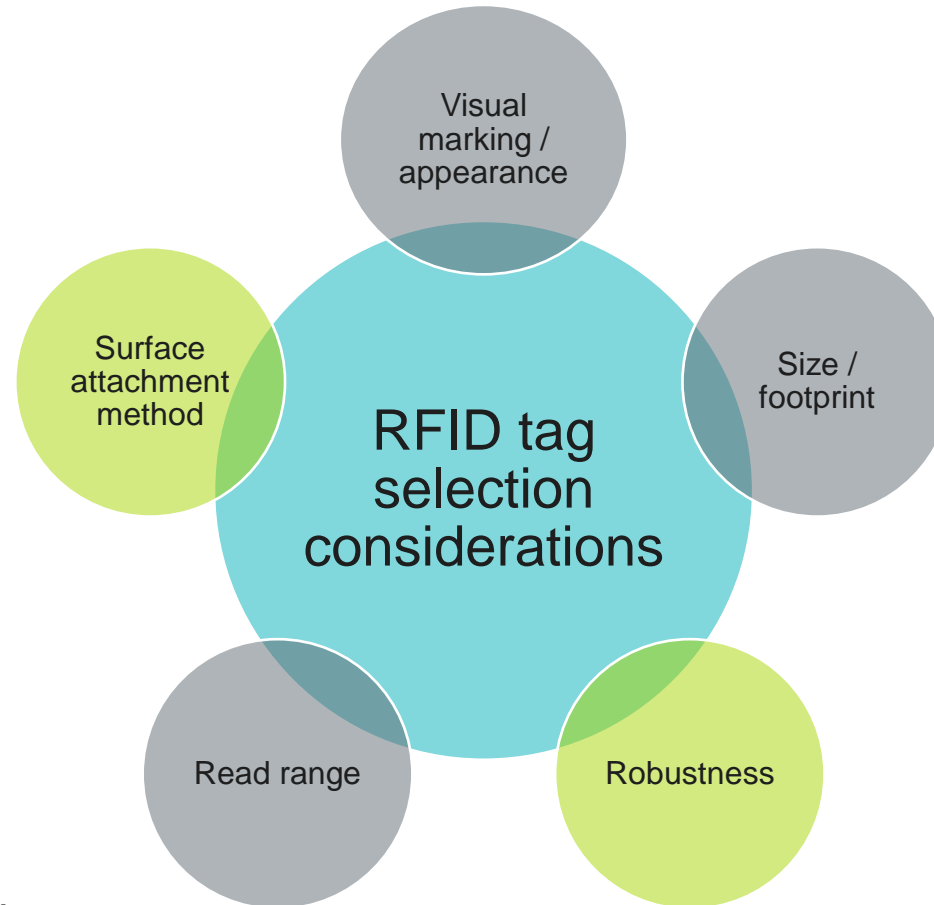 Visual
marking /
appearance
Size /
footprint
Surface
attachment
method
RFID tag
selection
considerations
Read range
Robustness